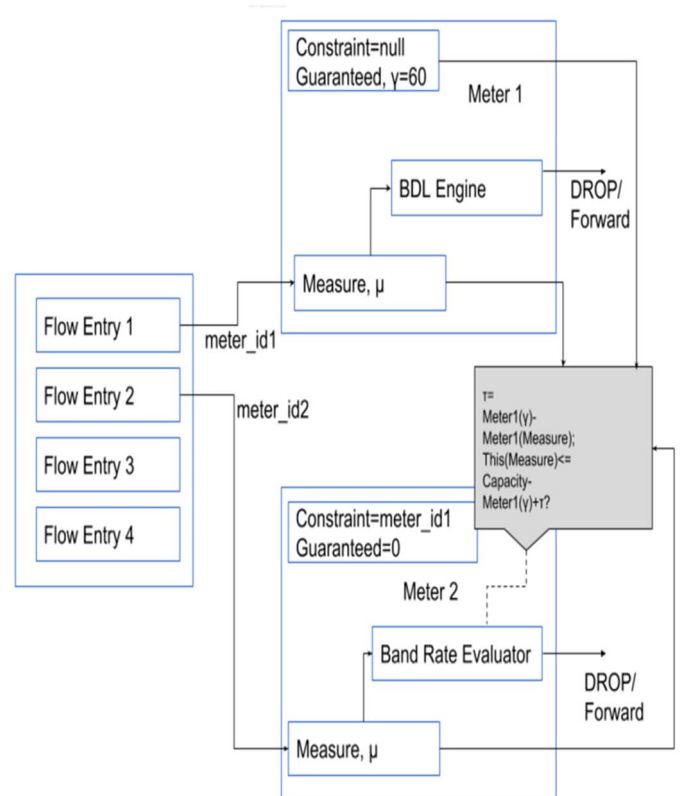 Constraint=null
Guaranteed, γ=60
Meter 1
BDL Engine
DROP/
Forward
Measure, μ
Flow Entry 1
meter_id1
Flow Entry 2
meter_id2
Flow Entry 3
Flow Entry 4
τ=
Meter1(γ)-
Meter1(Measure);
This(Measure)<=
Capacity-
Meter1(γ)+τ?
Constraint=meter_id1
Guaranteed=0
Meter 2
Band Rate Evaluator
DROP/
Forward
Measure, μ